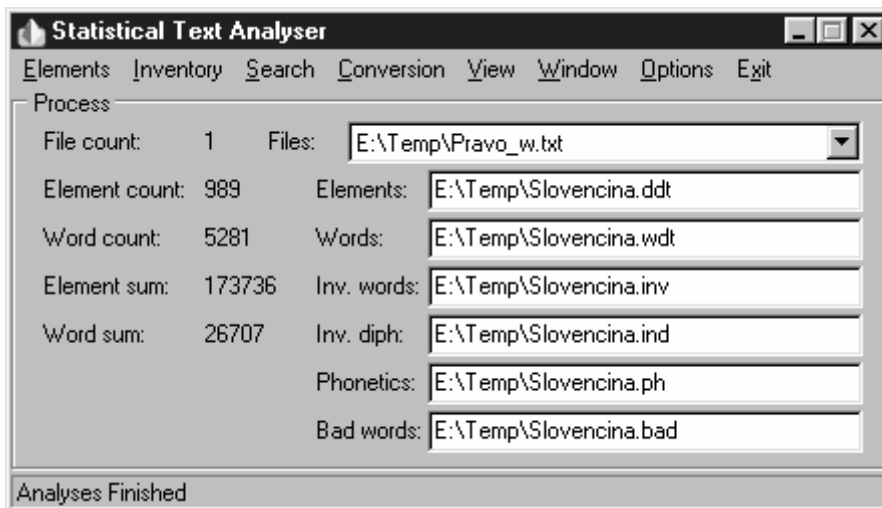 Statistical Text Analyser
Elements Inventory Search Conversion View Window Options Exit
Process
File count: 1 Files: E:\Temp\Pravo_w.txt
Element count: 989 Elements: E:\Temp\Slovencina.ddt
Word count: 5281 Words: E:\Temp\Slovencina.wdt
Element sum: 173736 Inv. words: E:\Temp\Slovencina.inv
Word sum: 26707 Inv. diph: E:\Temp\Slovencina.ind
Phonetics: E:\Temp\Slovencina.ph
Bad words: E:\Temp\Slovencina.bad
Analyses Finished